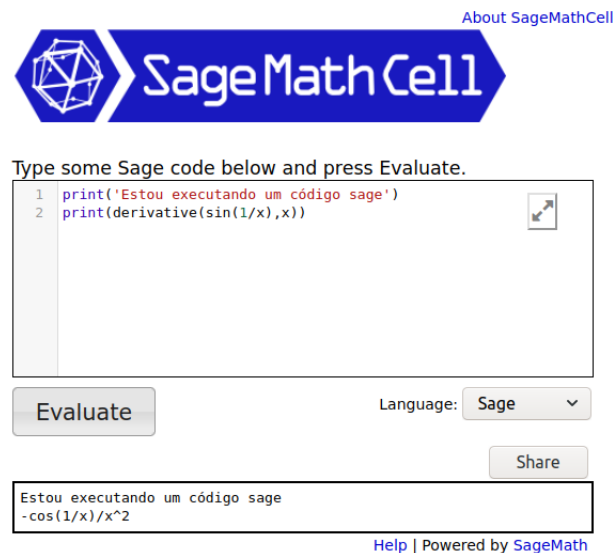 About SageMathCell
SageMathCell
Type some Sage code below and press Evaluate.
1 print('Estou executando um código sage')
2 print(derivative(sin(1/x),x))
Evaluate
Language: Sage
Share
Estou executando um código sage
-cos(1/x)/x^2
Help | Powered by SageMath